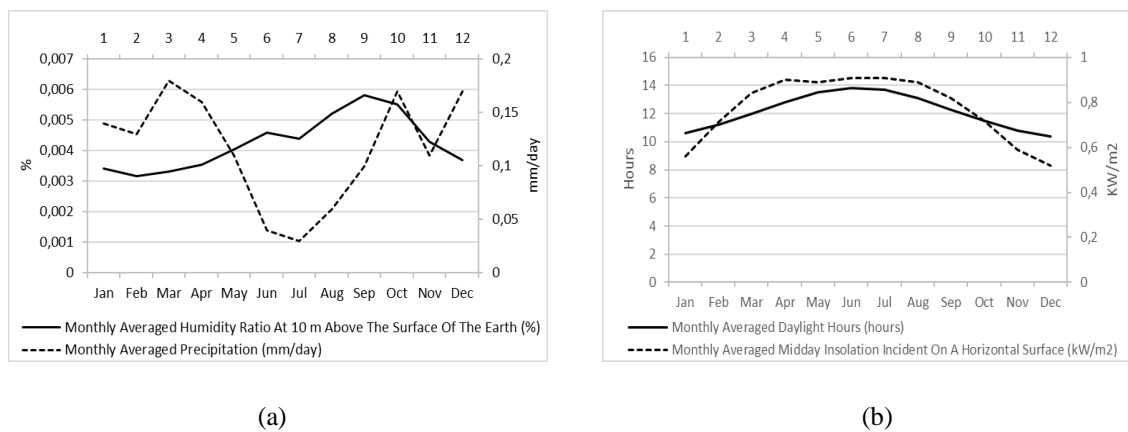 1 2 3 4 5 6 7 8 9 10 11 12
0,007
0,006
0,005
0,004
0,003
0,002
0,001
0
%
0,2
0,15
0,1
0,05
0
mm/day
Jan Feb Mar Apr May Jun Jul Aug Sep Oct Nov Dec
Monthly Averaged Humidity Ratio At 10 m Above The Surface Of The Earth (%)
Monthly Averaged Precipitation (mm/day)
(a)
1 2 3 4 5 6 7 8 9 10 11 12
16
14
12
10
8
6
4
2
0
Hours
1
0,8
0,6
0,4
0,2
0
KW/m2
Jan Feb Mar Apr May Jun Jul Aug Sep Oct Nov Dec
Monthly Averaged Daylight Hours (hours)
Monthly Averaged Midday Insolation Incident On A Horizontal Surface (kW/m2)
(b)